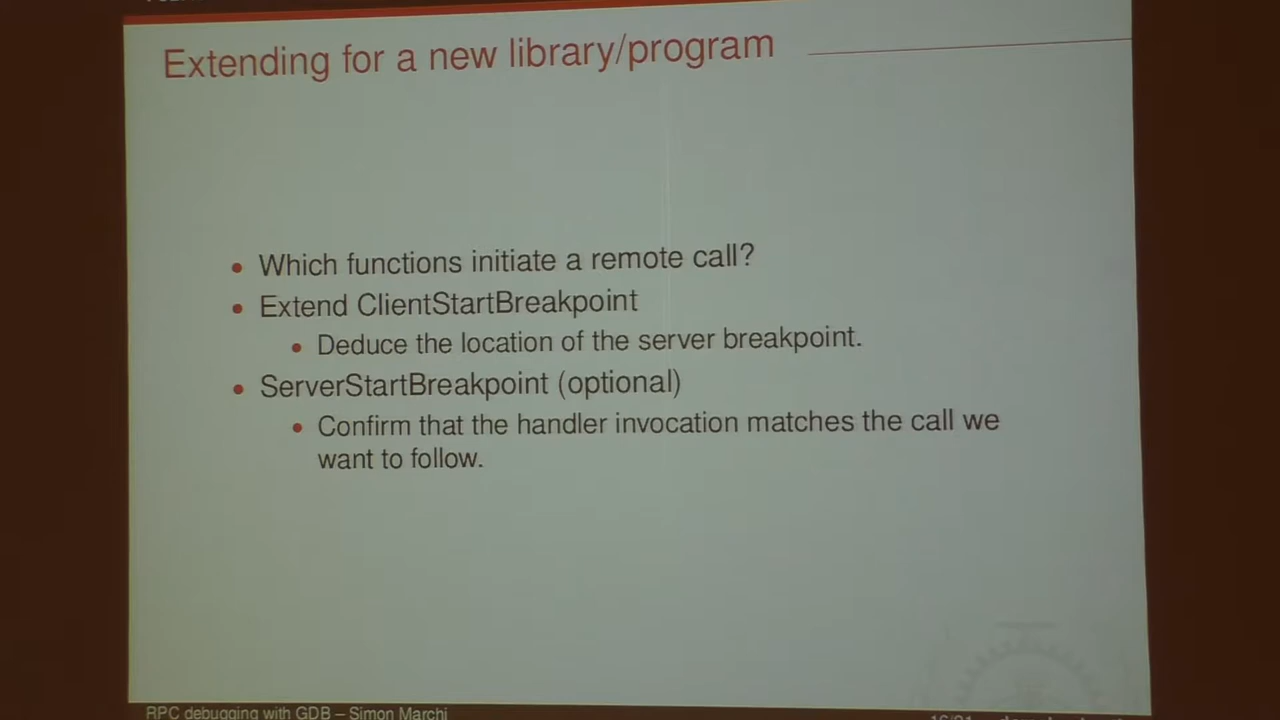 Extending for a new library/program
• Which functions initiate a remote call?
• Extend ClientStartBreakpoint
• Deduce the location of the server breakpoint.
• ServerStartBreakpoint (optional)
• Confirm that the handler invocation matches the call we
want to follow.
RPC debugging with GDB – Simon Marchi